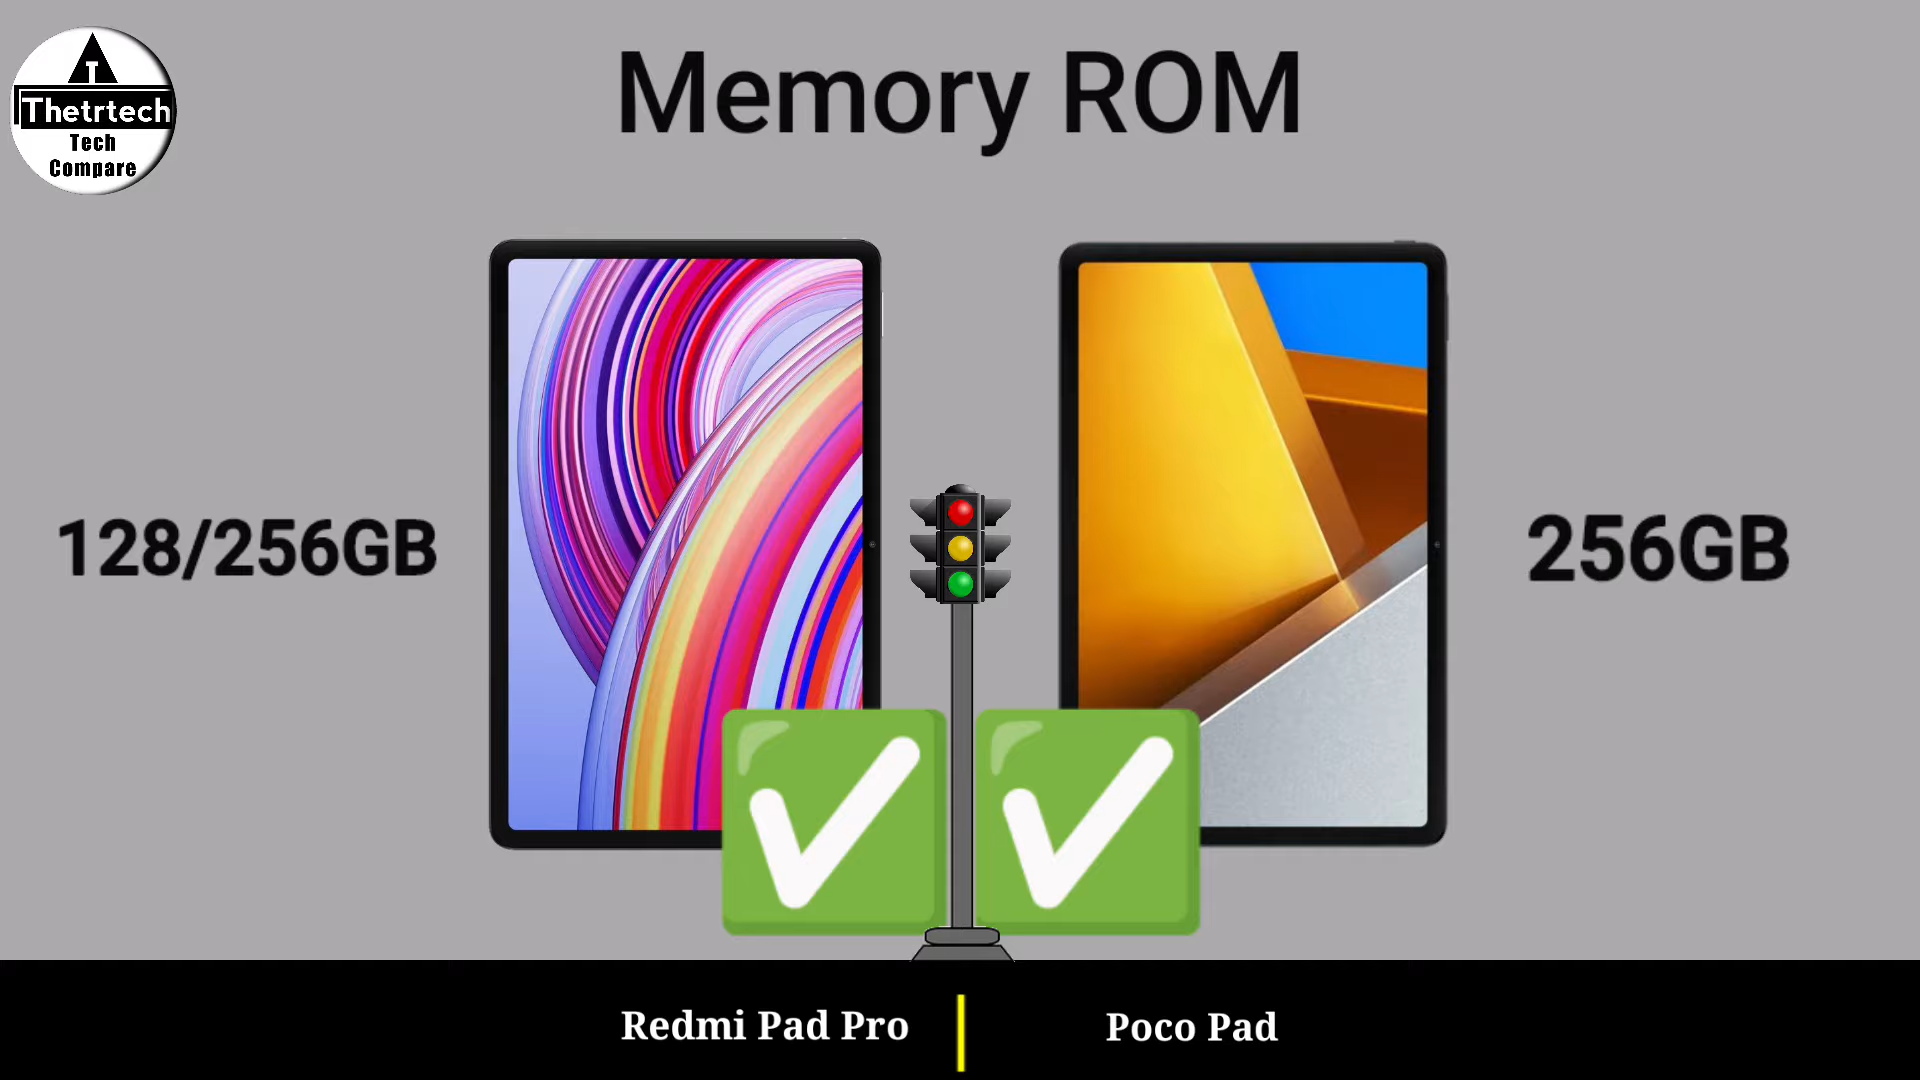 T
Thetrtech
Tech
Compare
Memory ROM
128/256GB
256GB
Redmi Pad Pro
Poco Pad